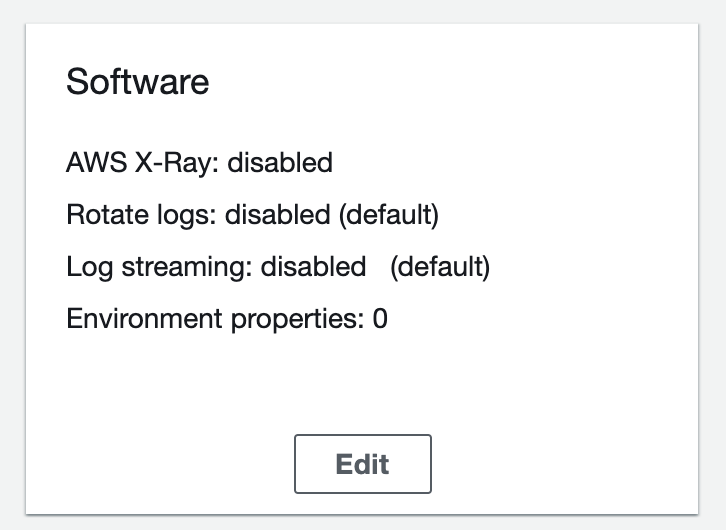 Software
AWS X-Ray: disabled
Rotate logs: disabled (default)
Log streaming: disabled (default)
Environment properties: 0
Edit